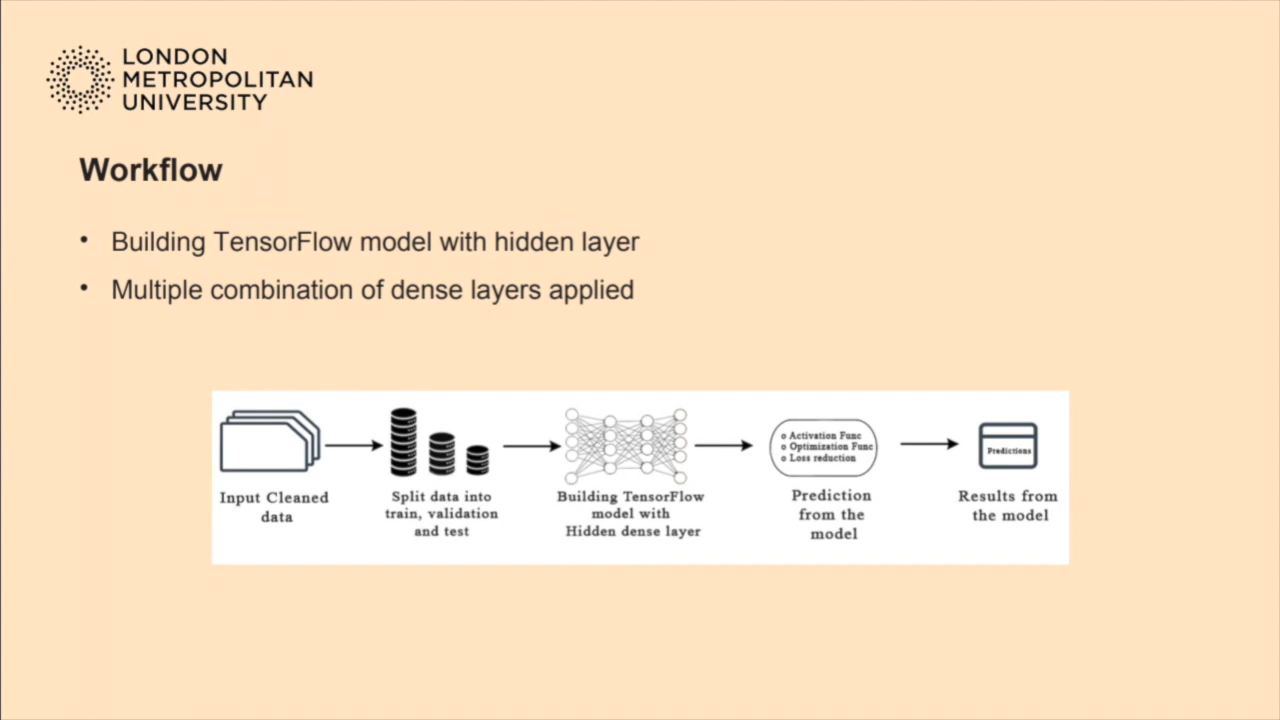 LONDON
METROPOLITAN
UNIVERSITY
Workflow
• Building TensorFlow model with hidden layer
• Multiple combination of dense layers applied
Input Cleaned
data
Split data into
train, validation
and test
Building TensorFlow
model with
Hidden dense layer
o Activation Func
o Optimization Func
o Loss reduction
Prediction
from the
model
Predictions
Results from
the model